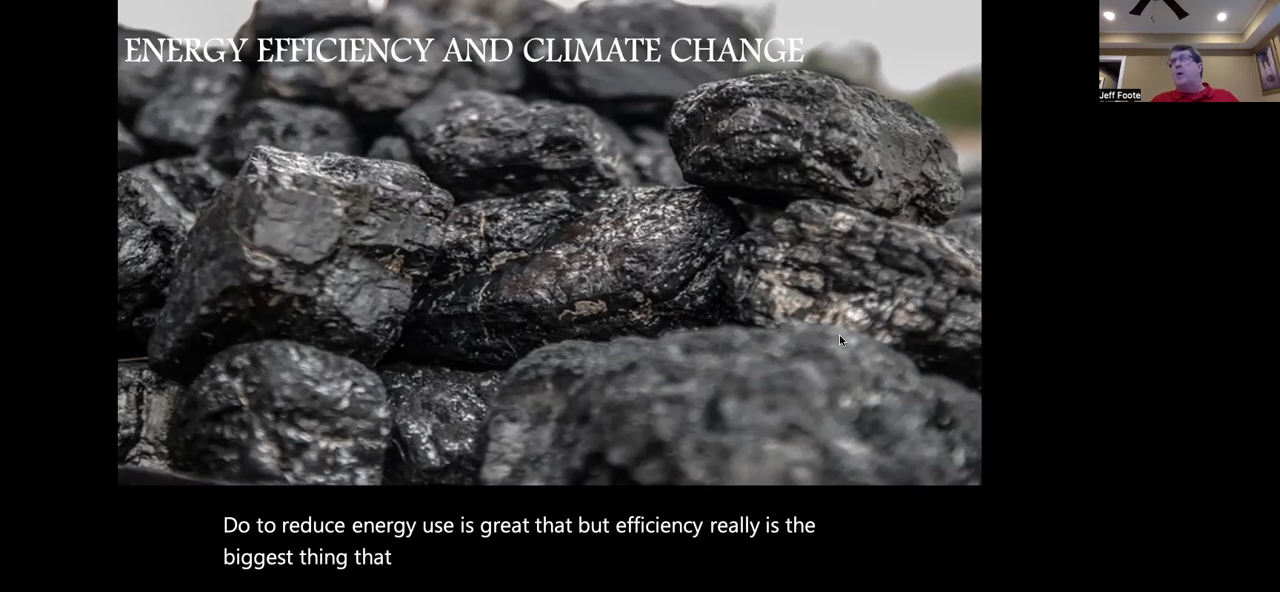 ENERGY EFFICIENCY AND CLIMATE CHANGE
Jeff Foote
Do to reduce energy use is great that but efficiency really is the
biggest thing that